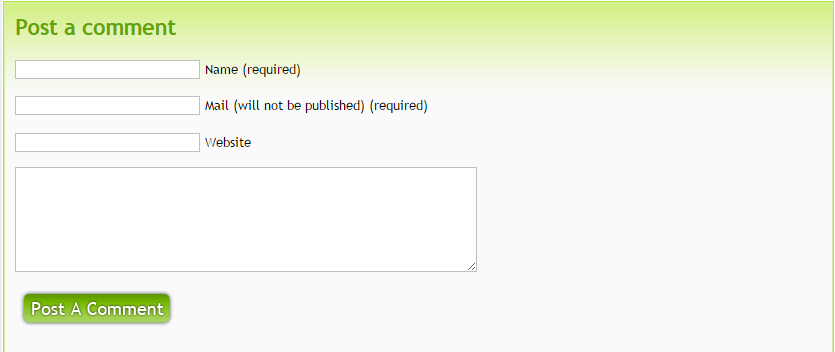 Post a comment
Name (required)
Mail (will not be published) (required)
Website
Post A Comment